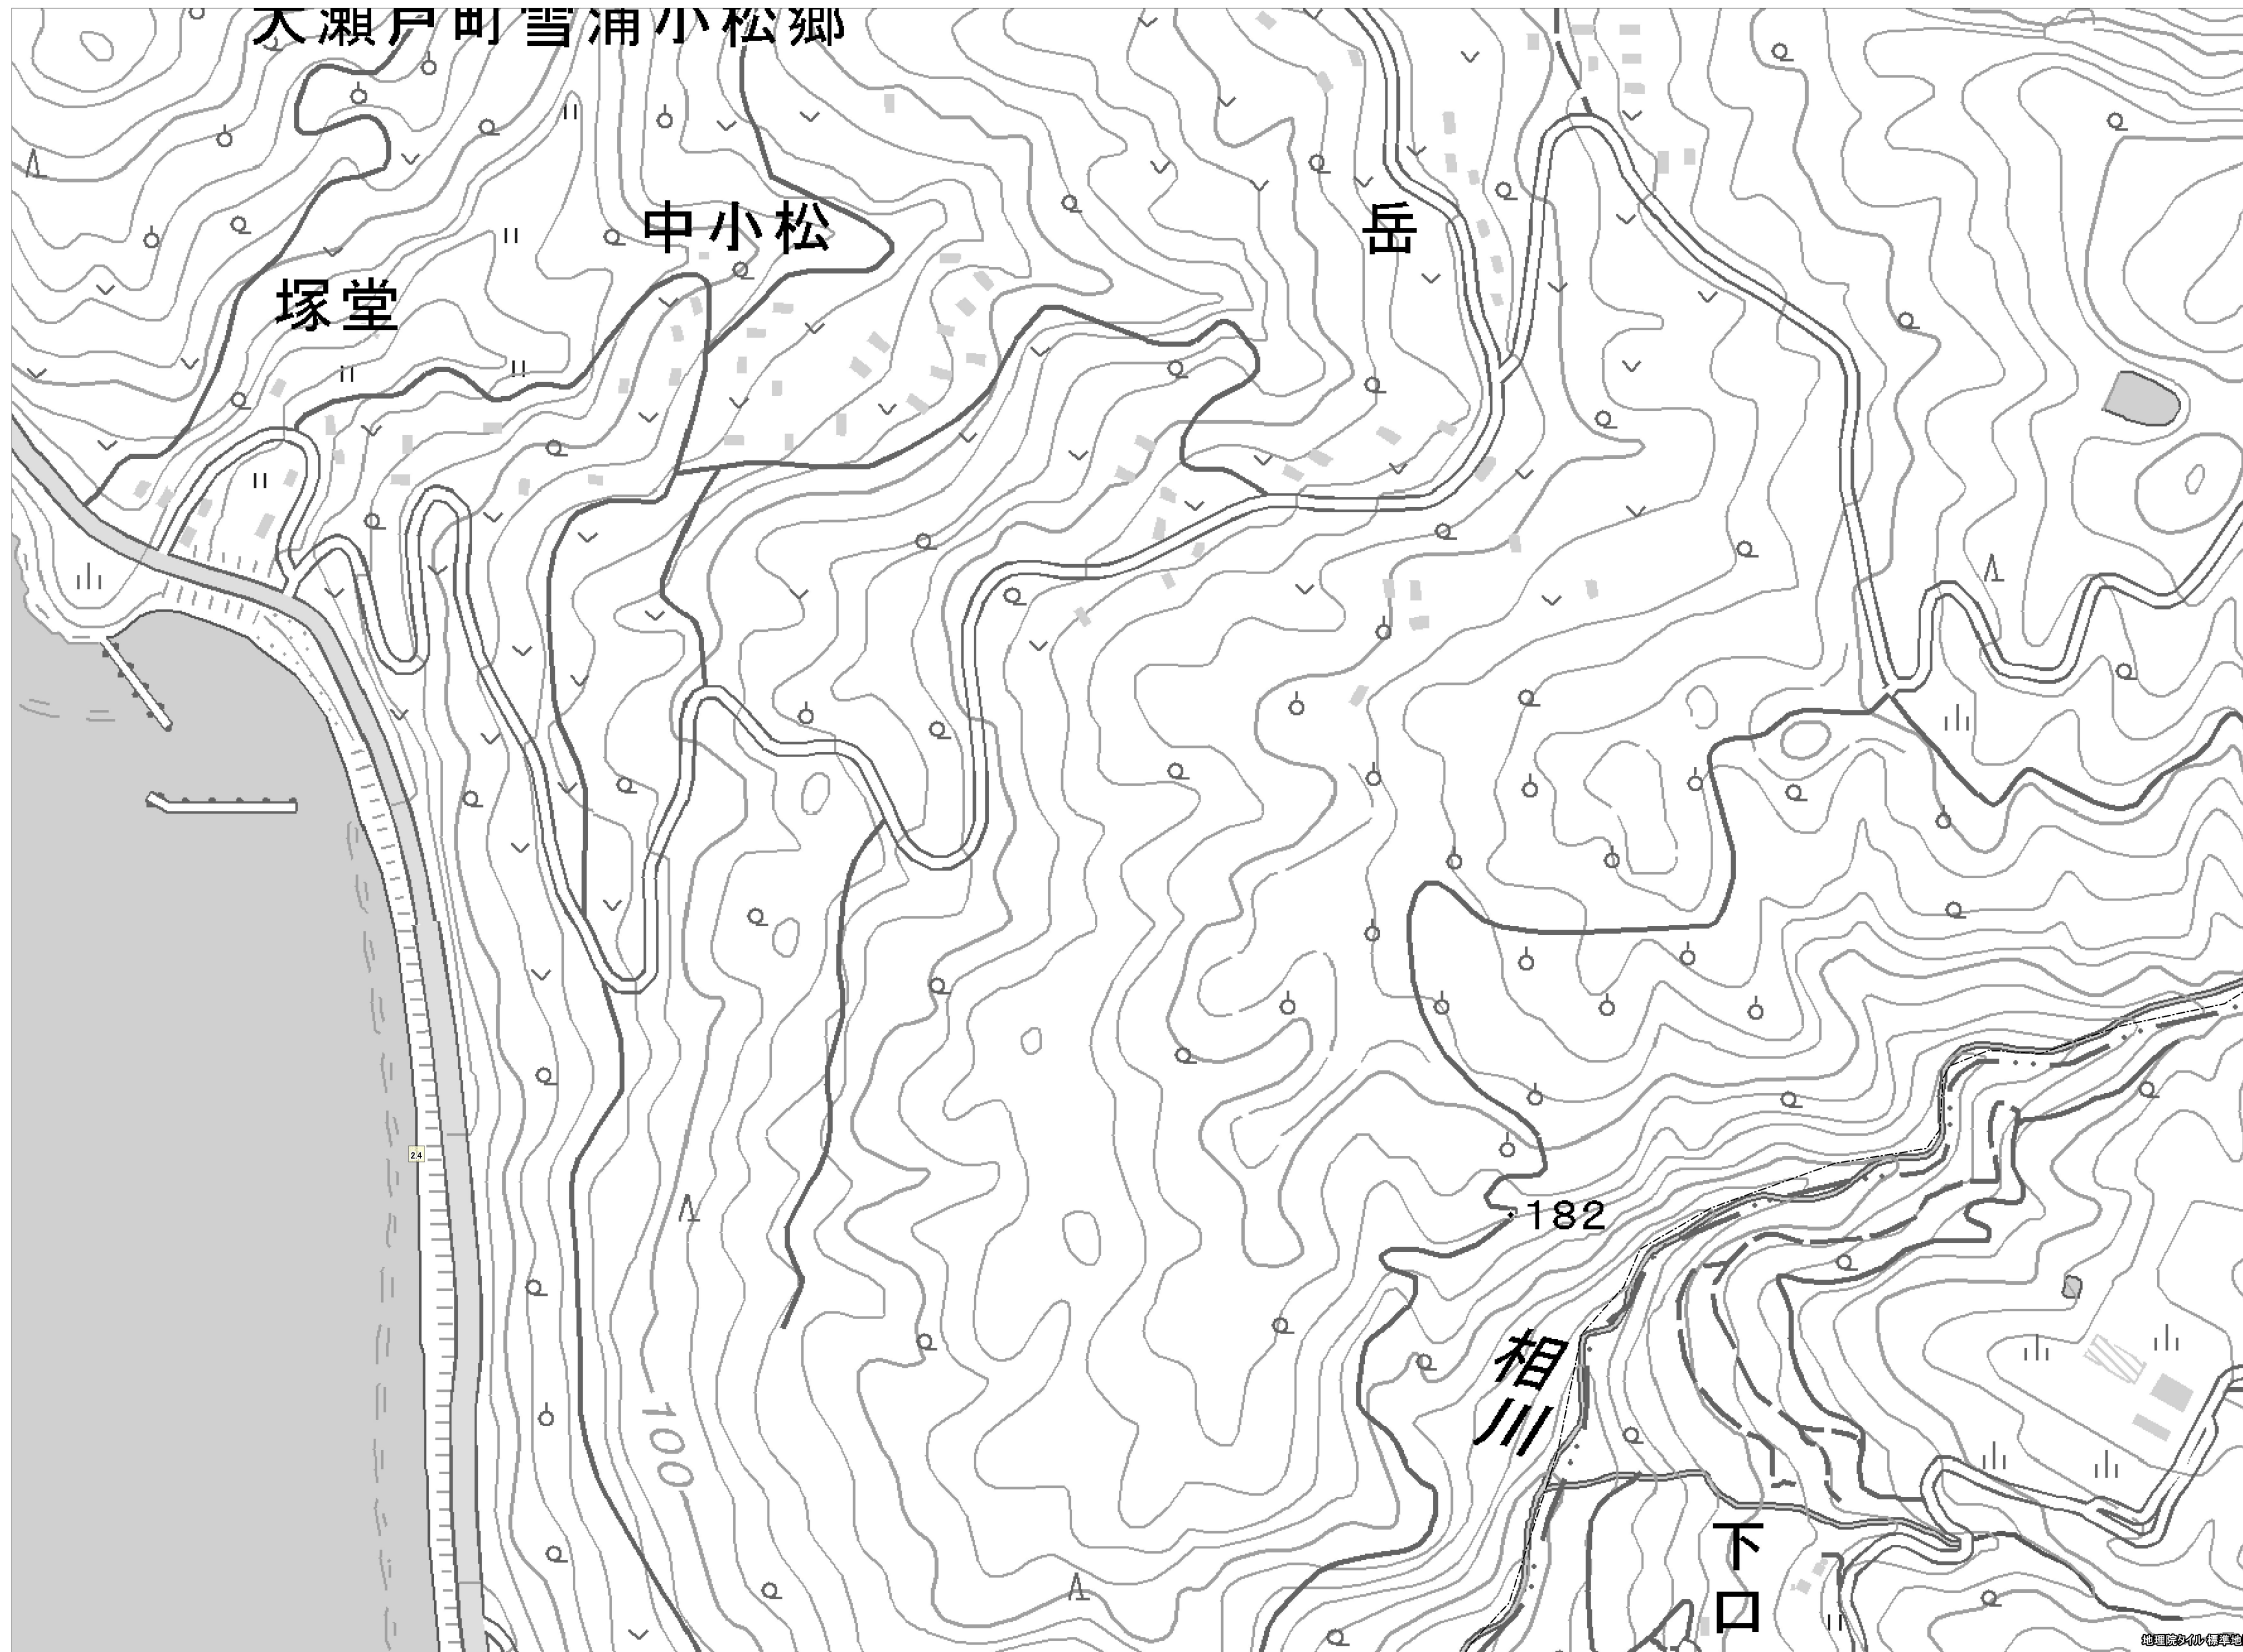 大瀬戸町雪浦小松郷
中小松
岳
塚堂
24
182
相川
100
下口
地理院タイル 標準地